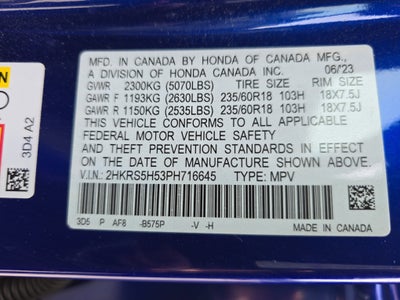 MFD. IN CANADA BY HONDA OF CANADA MFG.,
A DIVISION OF HONDA CANADA INC. 06/23
GVWR 2300KG (5070LBS) TIRE SIZE RIM SIZE
GAWR F 1193KG (2630LBS) 235/60R18 103H 18X7.5J
GAWR R 1150KG (2535LBS) 235/60R18 103H 18X7.5J
THIS VEHICLE CONFORMS TO ALL APPLICABLE
FEDERAL MOTOR VEHICLE SAFETY
AND THEFT PREVENTION STANDARDS IN EFFECT
ON THE DATE OF MANUFACTURE SHOWN ABOVE.
V.I.N.: 2HKRS5H53PH716645 TYPE: MPV
3D5 P AF8 -B575P -V -H
MADE IN
CANADA
3D4 A2